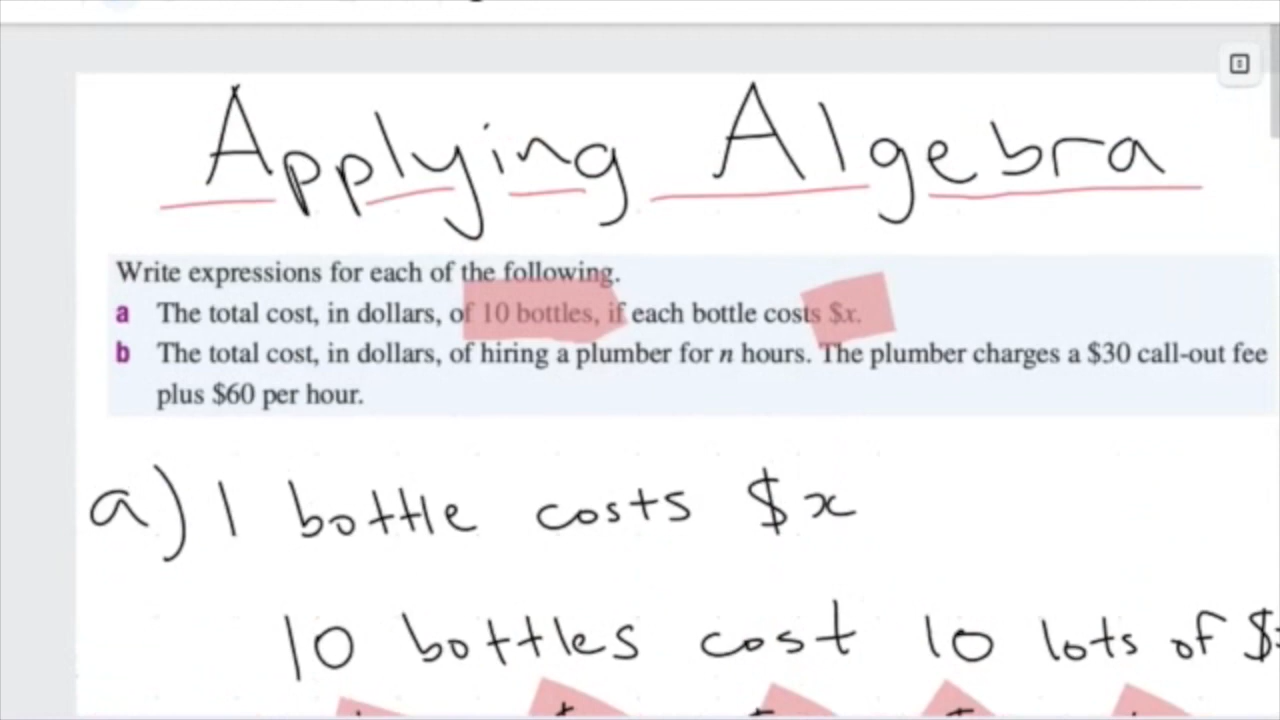 Applying Algebra
Write expressions for each of the following.
a The total cost, in dollars, of 10 bottles, if each bottle costs $x.
b The total cost, in dollars, of hiring a plumber for n hours. The plumber charges a $30 call-out fee
plus $60 per hour.
a) 1 bottle costs $x
10 bottles cost 10 lots of $